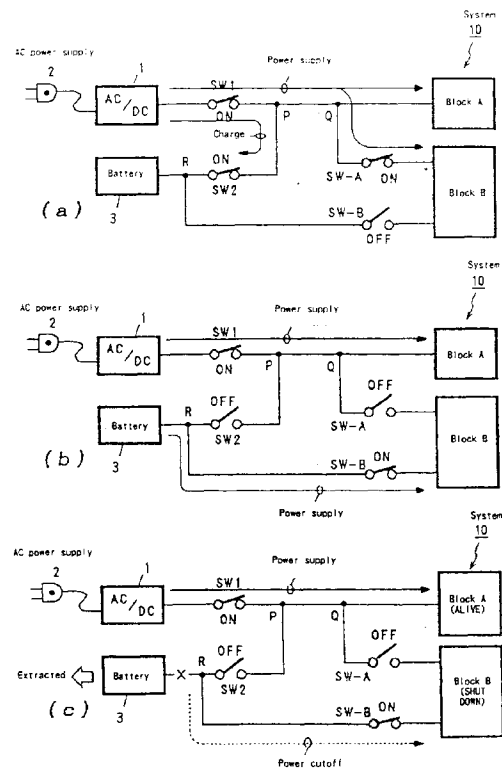 System
10
AC power supply
2
1
AC/DC
SW1
ON
Power supply
P
Q
Block A
Charge
Battery
3
R
ON
SW2
SW-A
ON
Block B
SW-B
OFF
(a)
System
10
AC power supply
2
1
AC/DC
SW1
ON
Power supply
P
Q
Block A
Battery
3
R
OFF
SW2
OFF
SW-A
Block B
SW-B
ON
(b)
Power supply
System
10
AC power supply
2
1
AC/DC
SW1
ON
Power supply
P
Q
Block A
(ALIVE)
Extracted
Battery
3
X
R
OFF
SW2
OFF
SW-A
Block B
(SHUT
DOWN)
SW-B
ON
(c)
Power cutoff